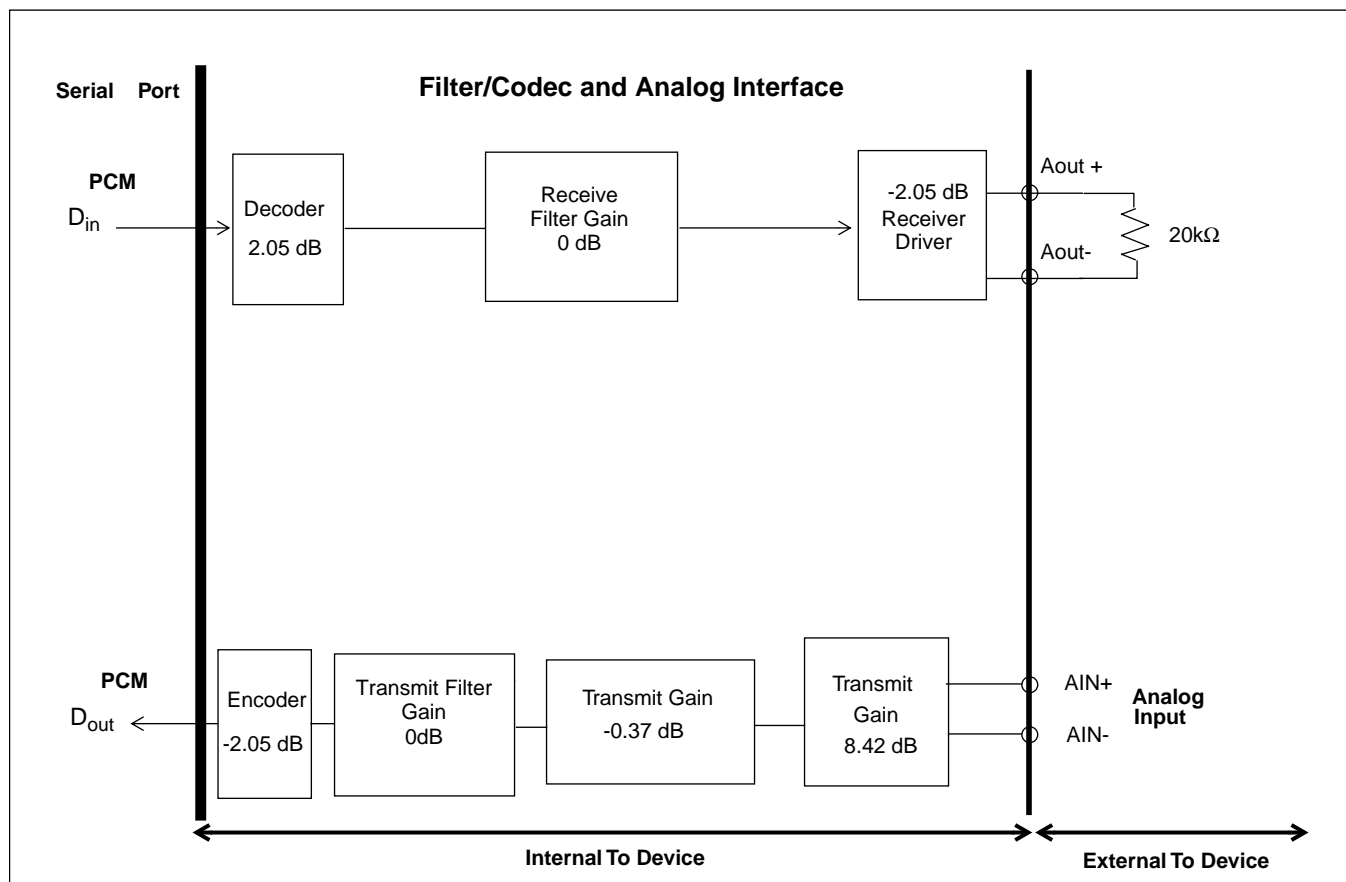 Serial Port
Filter/Codec and Analog Interface
PCM
Din
Decoder
2.05 dB
Receive
Filter Gain
0 dB
-2.05 dB
Receiver
Driver
Aout +
Aout-
20kΩ
PCM
Dout
Encoder
-2.05 dB
Transmit Filter
Gain
0dB
Transmit Gain
-0.37 dB
Transmit
Gain
8.42 dB
AIN+
AIN-
Analog
Input
Internal To Device
External To Device